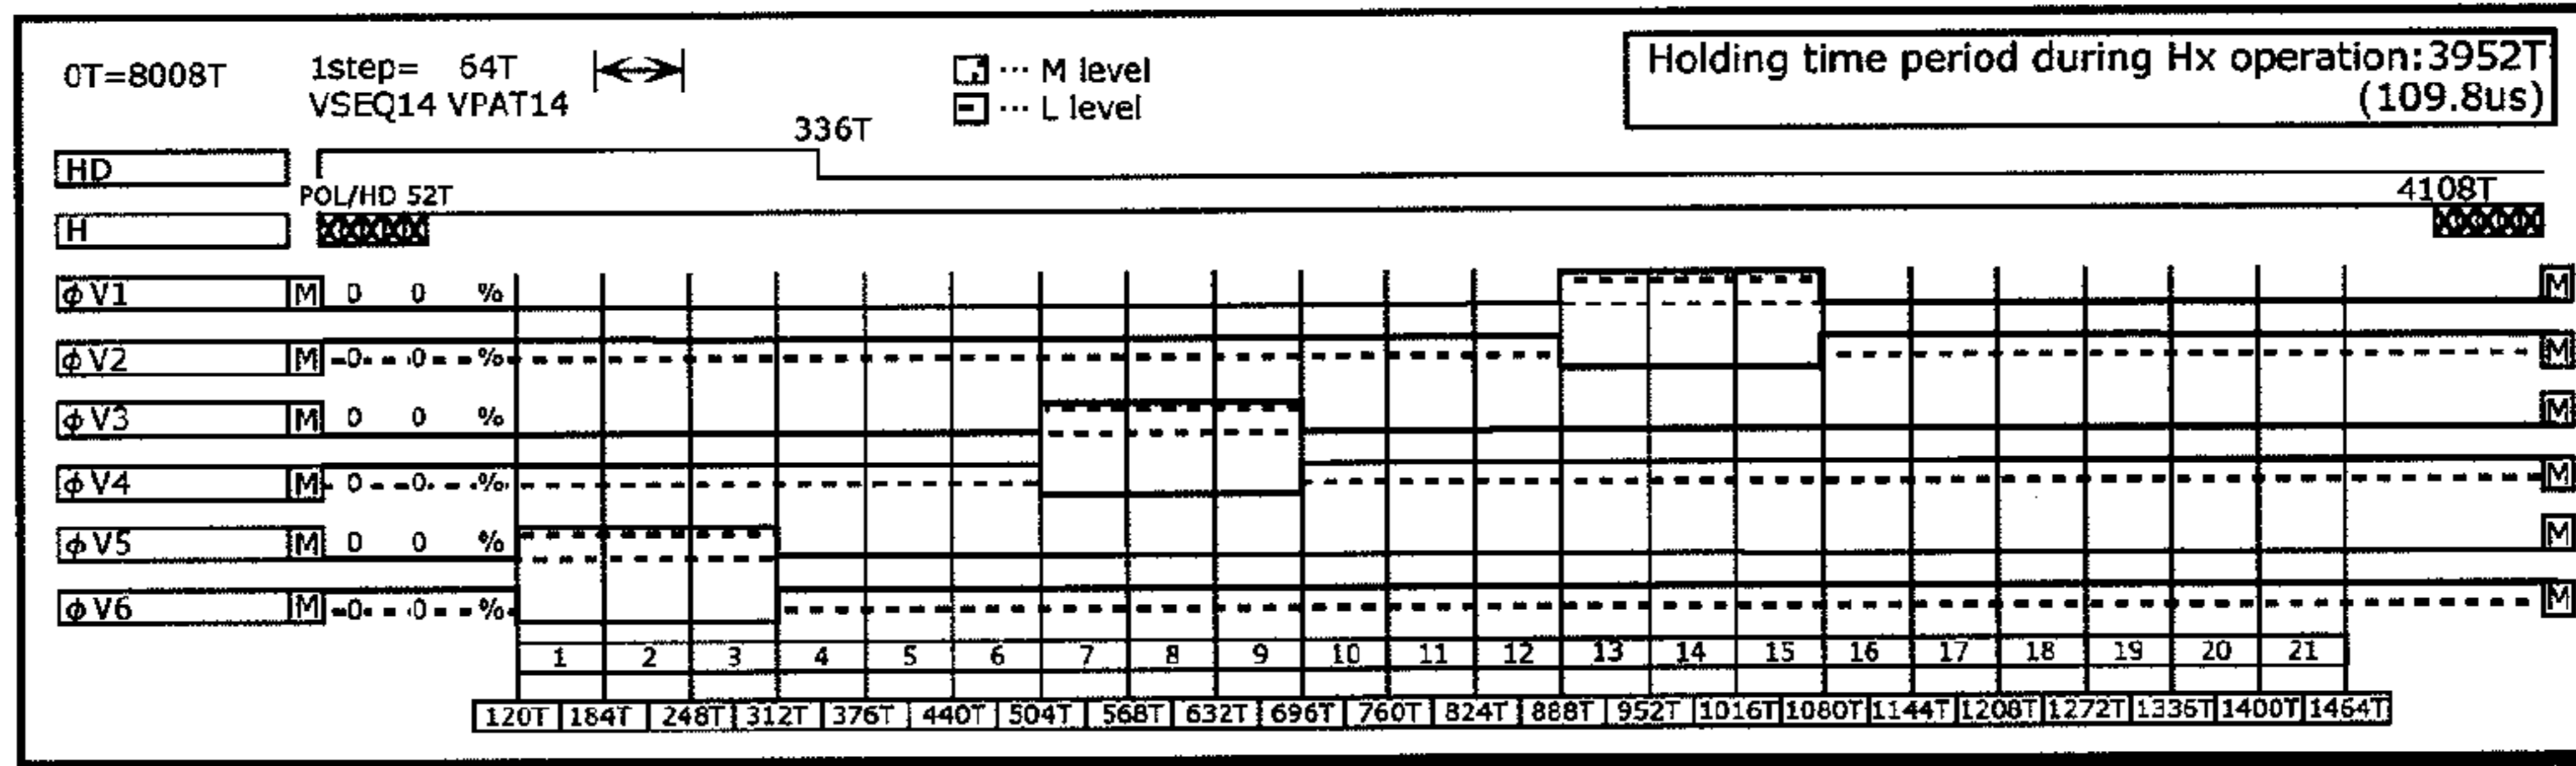 0T=8008T
1step= 64T
VSEQ14 VPAT14
··· M level
··· L level
Holding time period during Hx operation:3952T
(109.8us)
336T
HD
POL/HD 52T
4108T
H
ϕV1 M 0 0 % M
ϕV2 M 0 0 % M
ϕV3 M 0 0 % M
ϕV4 M 0 0 % M
ϕV5 M 0 0 % M
ϕV6 M 0 0 % M
1 2 3 4 5 6 7 8 9 10 11 12 13 14 15 16 17 18 19 20 21
120T 184T 248T 312T 376T 440T 504T 568T 632T 696T 760T 824T 888T 952T 1016T 1080T 1144T 1208T 1272T 1336T 1400T 1464T